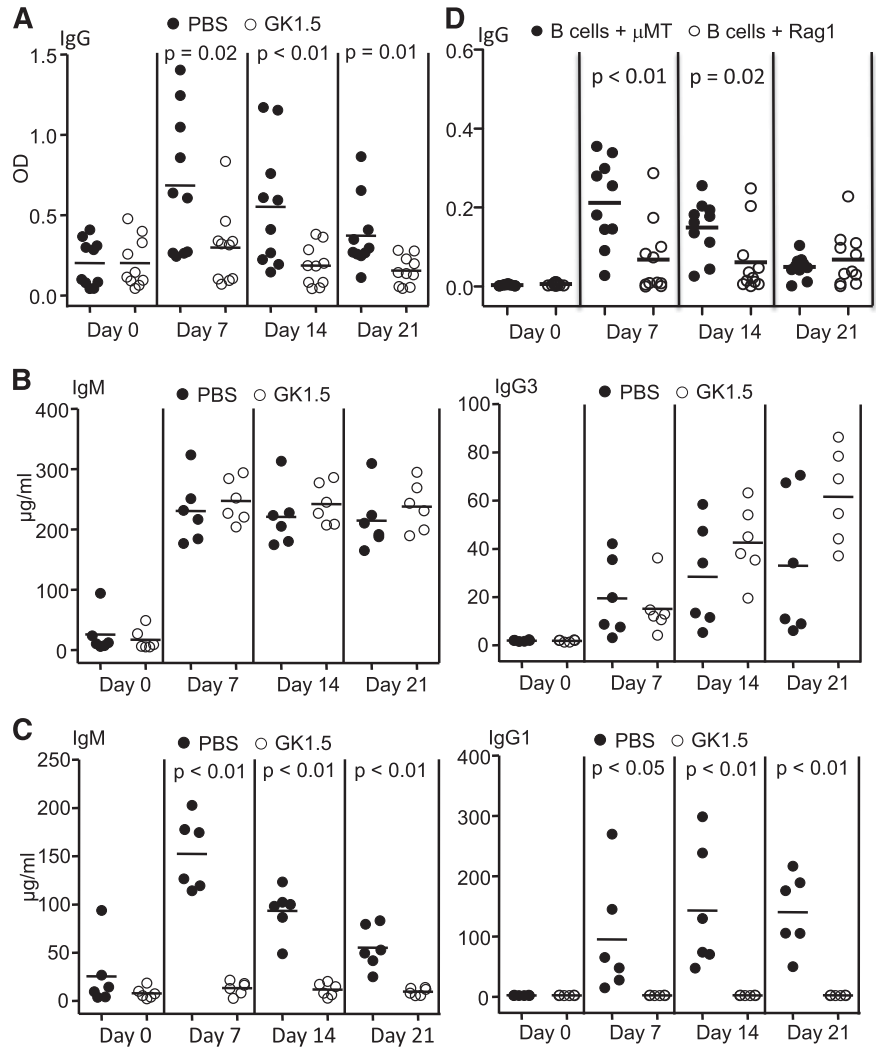 A
IgG
● PBS ○ GK1.5
p = 0.02 p < 0.01 p = 0.01
1.5
1.0
0.5
0.0
OD
Day 0 Day 7 Day 14 Day 21
D
IgG
● B cells + μMT ○ B cells + Rag1
p < 0.01 p = 0.02
0.6
0.4
0.2
0.0
Day 0 Day 7 Day 14 Day 21
B
IgM
● PBS ○ GK1.5
400
300
200
100
0
μg/ml
Day 0 Day 7 Day 14 Day 21
IgG3
● PBS ○ GK1.5
100
80
60
40
20
0
Day 0 Day 7 Day 14 Day 21
C
IgM
● PBS ○ GK1.5
p < 0.01 p < 0.01 p < 0.01
250
200
150
100
50
0
μg/ml
Day 0 Day 7 Day 14 Day 21
IgG1
● PBS ○ GK1.5
p < 0.05 p < 0.01 p < 0.01
400
300
200
100
0
Day 0 Day 7 Day 14 Day 21